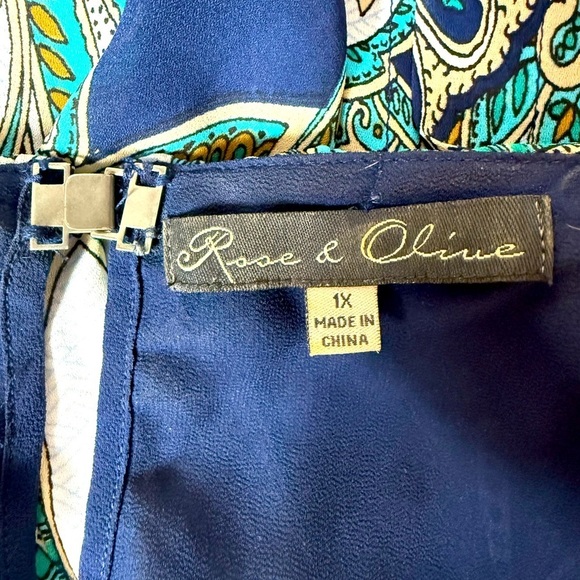 Rose & Olive
1X
MADE IN
CHINA